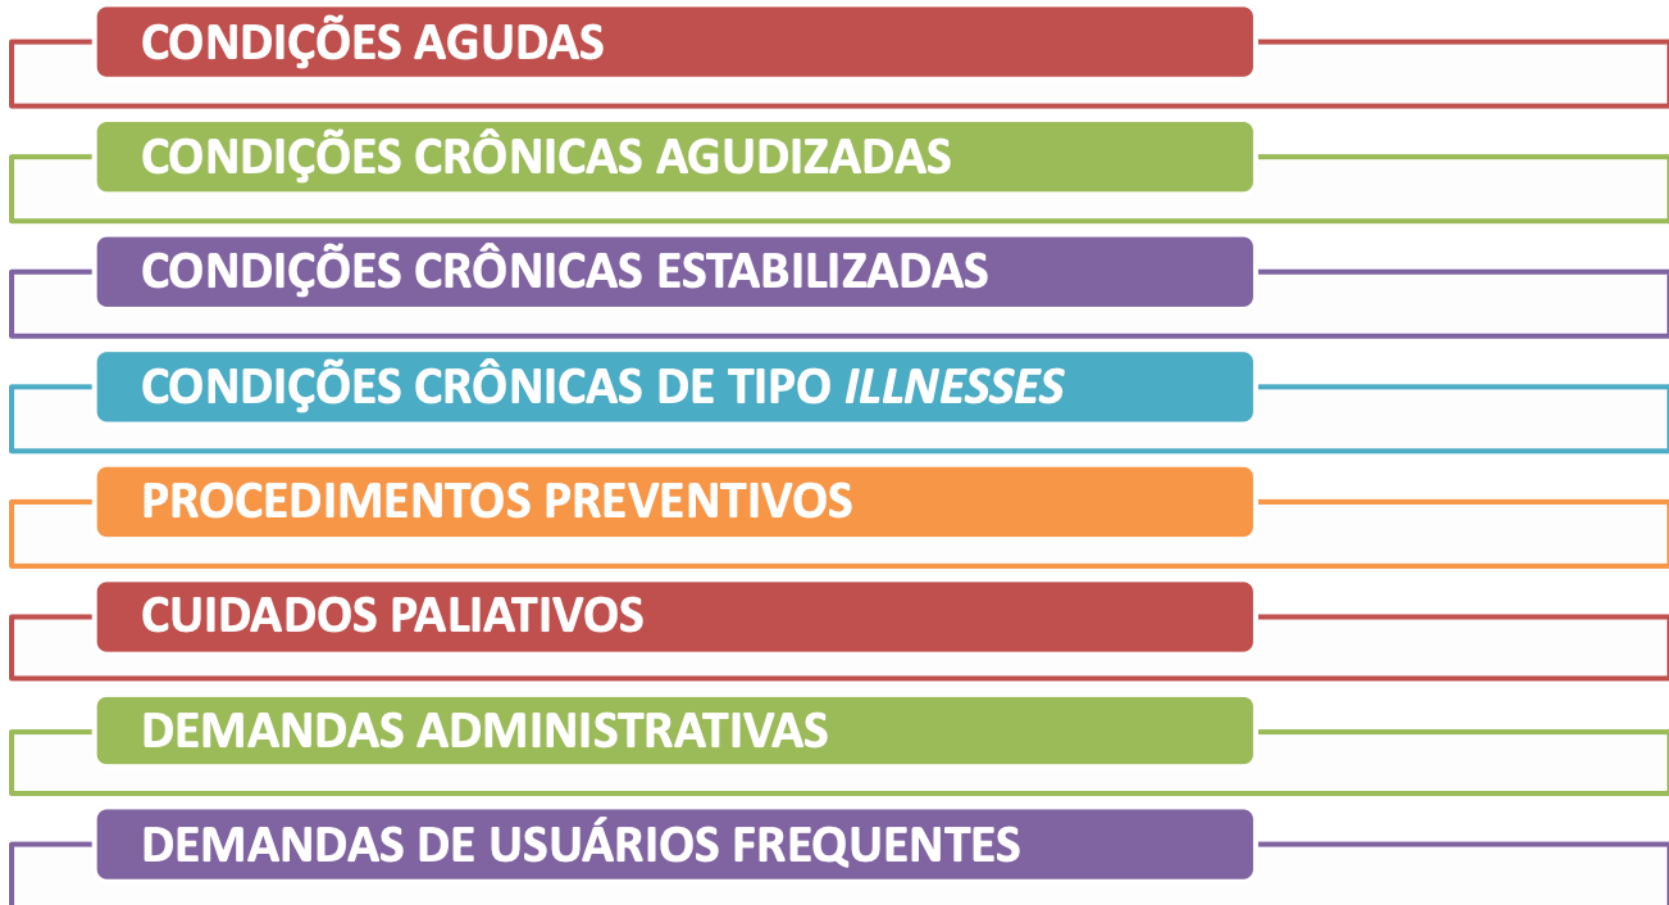 CONDIÇÕES AGUDAS
CONDIÇÕES CRÔNICAS AGUDIZADAS
CONDIÇÕES CRÔNICAS ESTABILIZADAS
CONDIÇÕES CRÔNICAS DE TIPO ILLNESSES
PROCEDIMENTOS PREVENTIVOS
CUIDADOS PALIATIVOS
DEMANDAS ADMINISTRATIVAS
DEMANDAS DE USUÁRIOS FREQUENTES